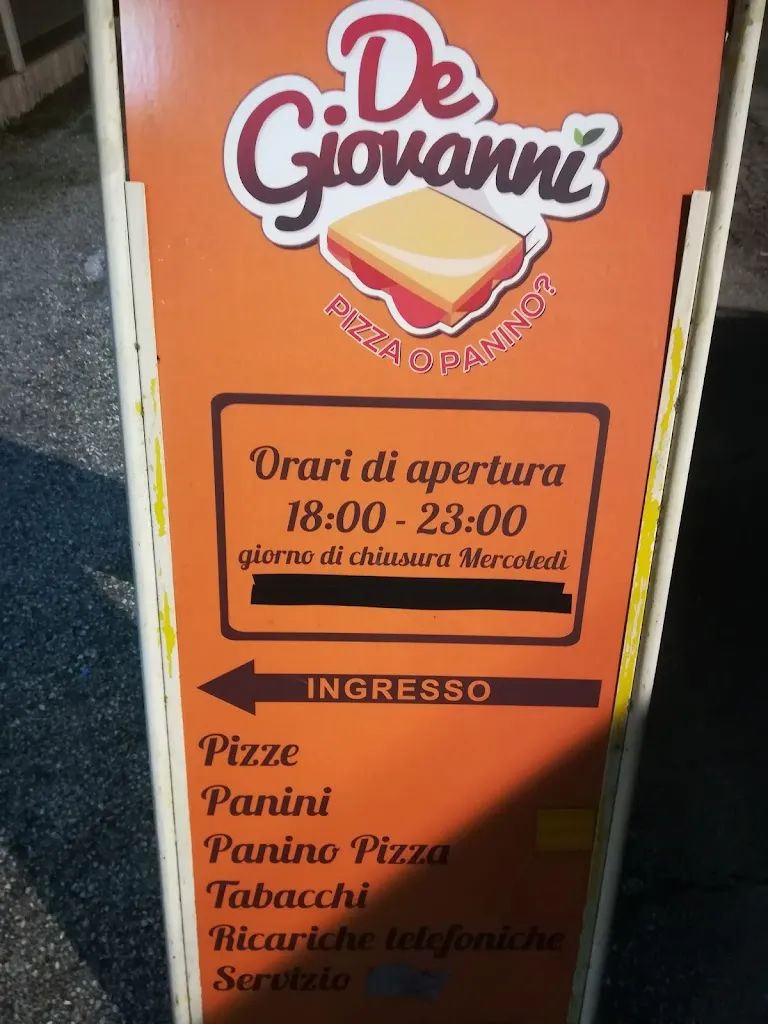 De
Giovanni
PIZZA O PANINO?
Orari di apertura
18:00 - 23:00
giorno di chiusura Mercoledì
INGRESSO
Pizze
Panini
Panino Pizza
Tabacchi
Ricariche telefoniche
Servizio